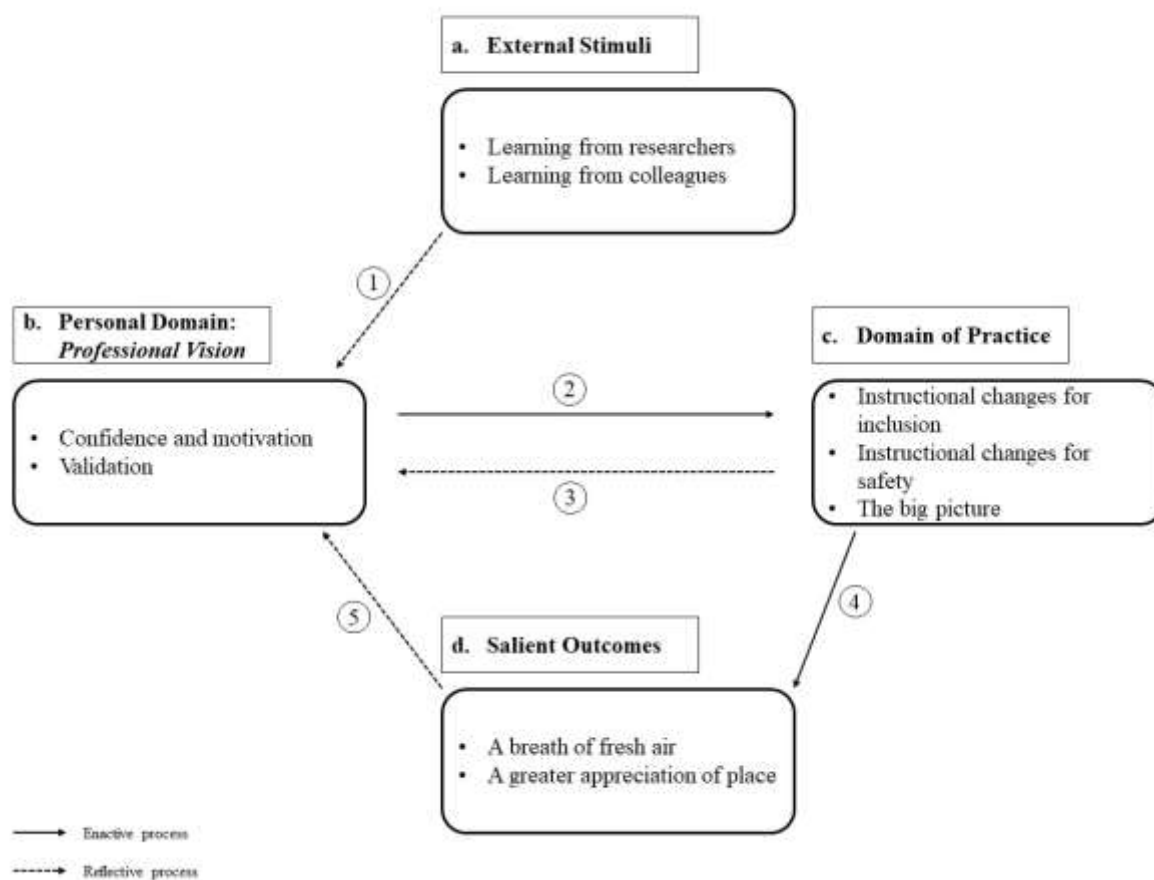 a. External Stimuli
• Learning from researchers
• Learning from colleagues
1
b. Personal Domain:
Professional Vision
• Confidence and motivation
• Validation
2
3
c. Domain of Practice
• Instructional changes for
inclusion
• Instructional changes for
safety
• The big picture
4
5
d. Salient Outcomes
• A breath of fresh air
• A greater appreciation of place
Enactive process
Reflective process